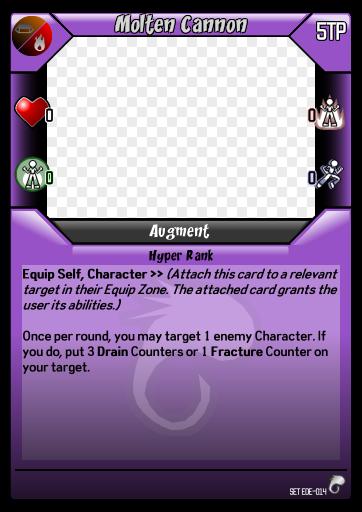 Molten Cannon
5TP
0
0
0
0
Augment
Hyper Rank
Equip Self, Character >> (Attach this card to a relevant
target in their Equip Zone. The attached card grants the
user its abilities.)
Once per round, you may target 1 enemy Character. If
you do, put 3 Drain Counters or 1 Fracture Counter on
your target.
SET EOE-014